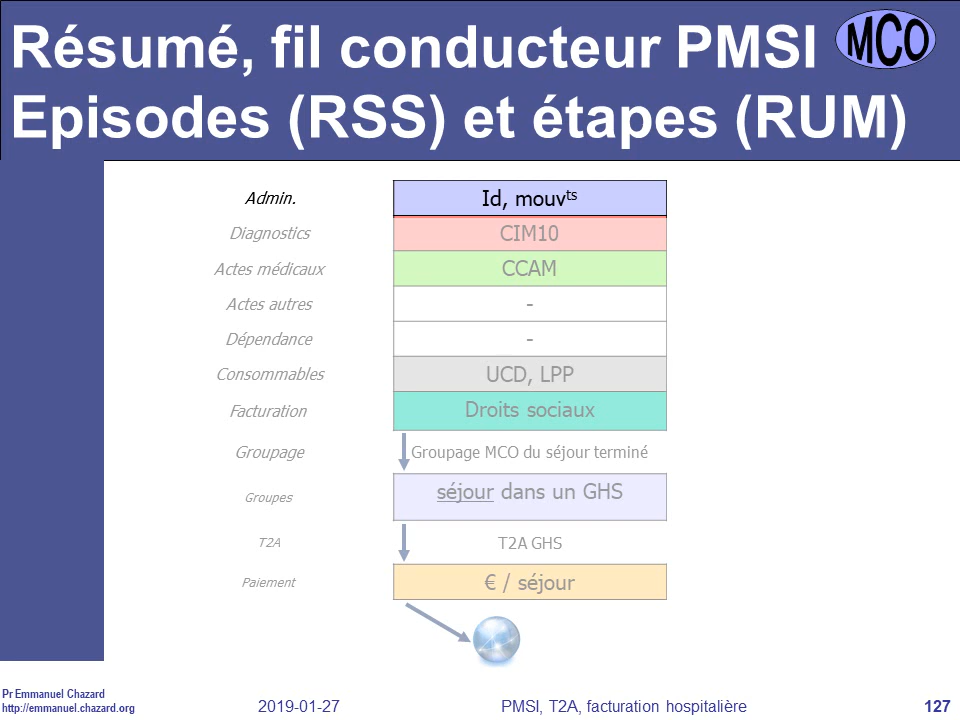 Résumé, fil conducteur PMSI
MCO
Episodes (RSS) et étapes (RUM)
Admin.
Id, mouvts
Diagnostics
CIM10
Actes médicaux
CCAM
Actes autres
-
Dépendance
-
Consommables
UCD, LPP
Facturation
Droits sociaux
Groupage
Groupage MCO du séjour terminé
Groupes
séjour dans un GHS
T2A
T2A GHS
Paiement
€ / séjour
Pr Emmanuel Chazard
http://emmanuel.chazard.org
2019-01-27
PMSI, T2A, facturation hospitalière
127